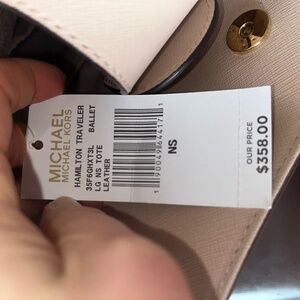 MICHAEL
MICHAEL KORS
HAMILTON TRAVELER
35F6GHXT3L BALLET
LG NS TOTE
LEATHER
NS
OUR PRICE
$358.00